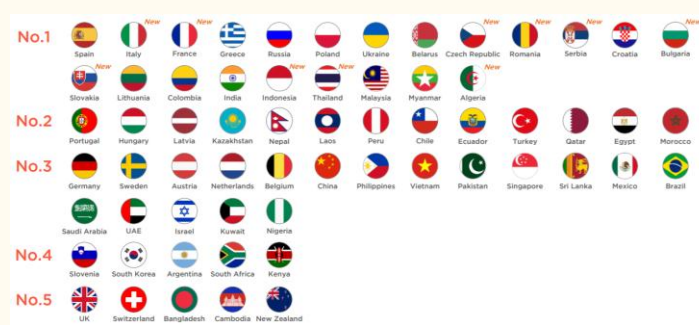 New New New New New New
No.1
Spain Italy France Greece Russia Poland Ukraine Belarus Czech Republic Romania Serbia Croatia Bulgaria
New New New New
Slovakia Lithuania Colombia India Indonesia Thailand Malaysia Myanmar Algeria
No.2
Portugal Hungary Latvia Kazakhstan Nepal Laos Peru Chile Ecuador Turkey Qatar Egypt Morocco
No.3
Germany Sweden Austria Netherlands Belgium China Philippines Vietnam Pakistan Singapore Sri Lanka Mexico Brazil
Saudi Arabia UAE Israel Kuwait Nigeria
No.4
Slovenia South Korea Argentina South Africa Kenya
No.5
UK Switzerland Bangladesh Cambodia New Zealand